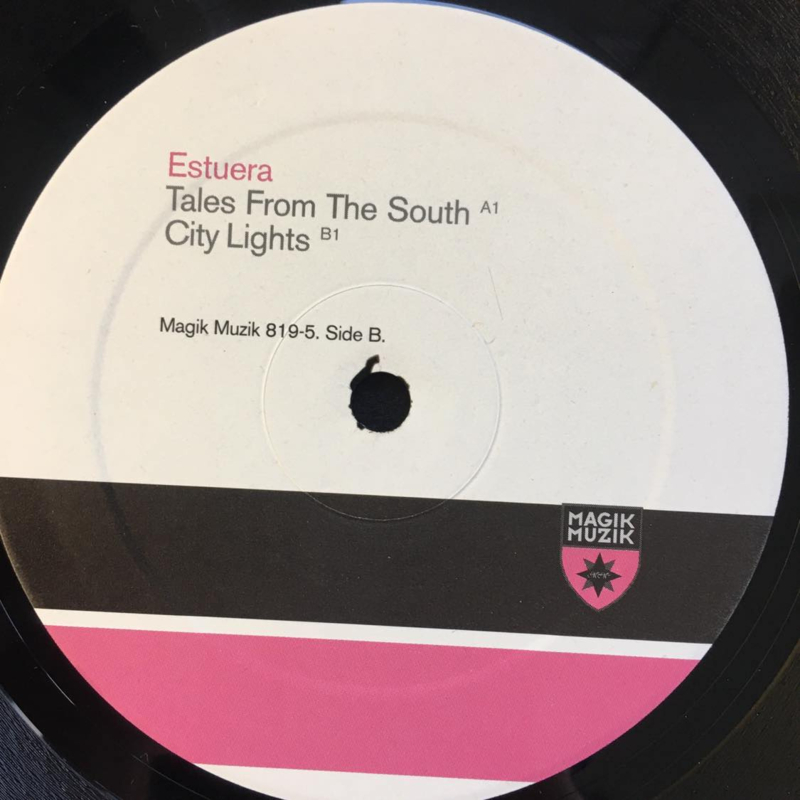 Estuera
Tales From The South A1
City Lights B1
Magik Muzik 819-5. Side B.
MAGIK
MUZIK